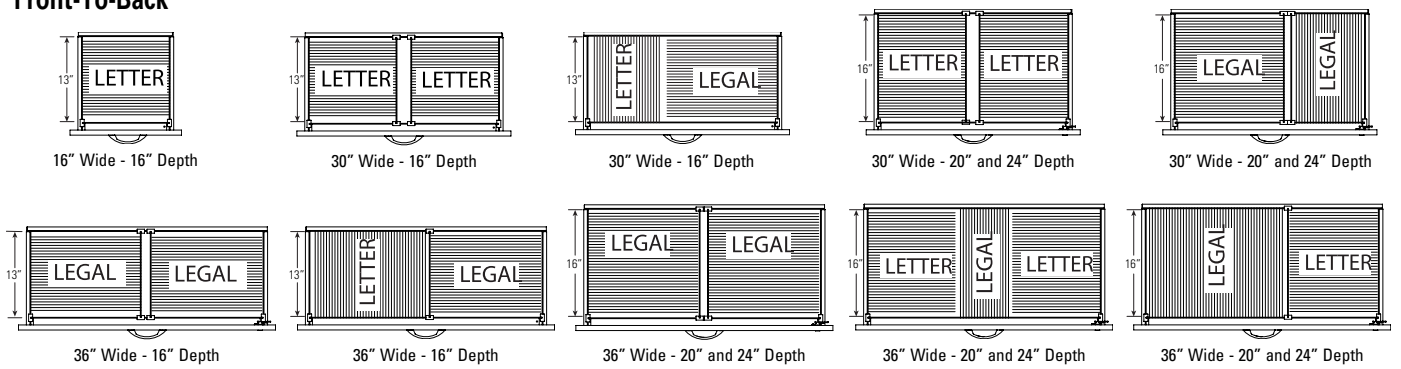 Front-To-Back
13" LETTER
16" Wide - 16" Depth
13" LETTER LETTER
30" Wide - 16" Depth
13" LETTER LEGAL
30" Wide - 16" Depth
16" LETTER LETTER
30" Wide - 20" and 24" Depth
16" LEGAL LEGAL
30" Wide - 20" and 24" Depth
13" LEGAL LEGAL
36" Wide - 16" Depth
13" LETTER LEGAL
36" Wide - 16" Depth
16" LEGAL LEGAL
36" Wide - 20" and 24" Depth
16" LETTER LEGAL LETTER
36" Wide - 20" and 24" Depth
16" LEGAL LETTER
36" Wide - 20" and 24" Depth